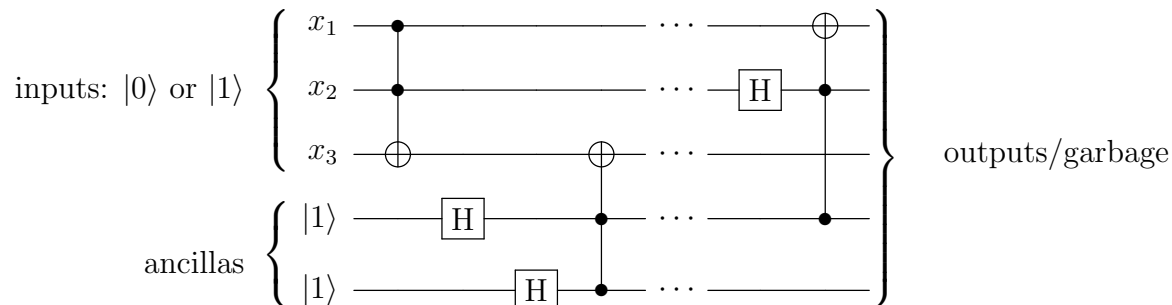 x₁ ···
inputs: |0⟩ or |1⟩ x₂ ··· H
x₃ ··· outputs/garbage
|1⟩ H ···
ancillas
|1⟩ H ···